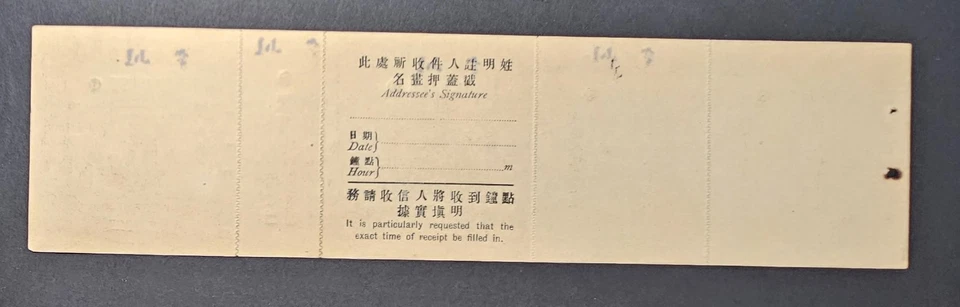 此處祈收件人註明姓
名畫押蓋戳
Addressee's Signature
日期
Date
鐘點
Hour
m
務請收信人將收到鐘點
據實塡明
It is particularly requested that the
exact time of receipt be filled in.